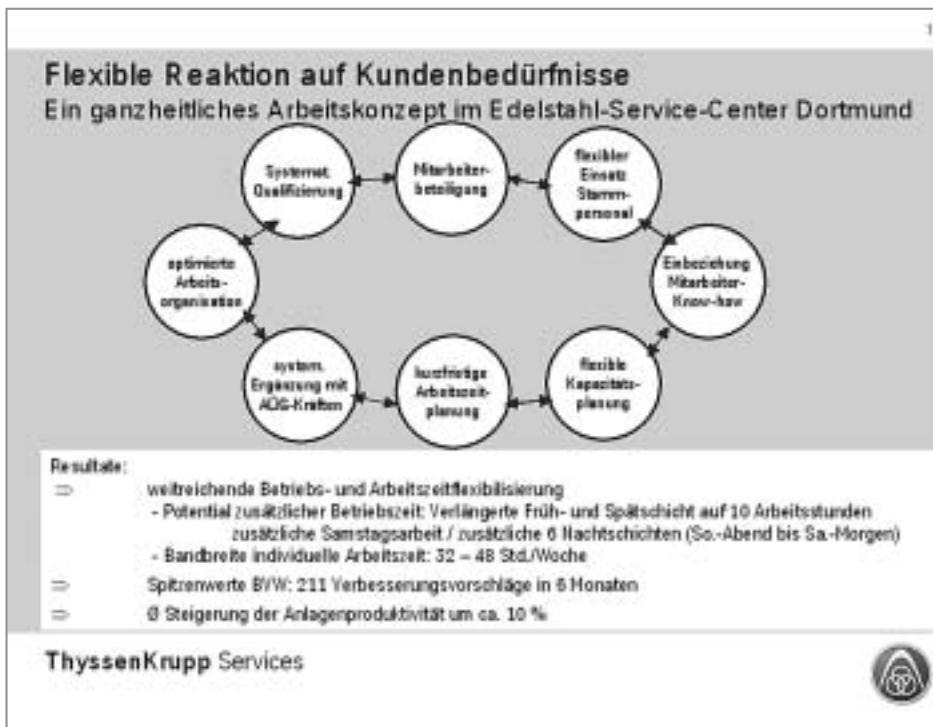 1
Flexible Reaktion auf Kundenbedürfnisse
Ein ganzheitliches Arbeitskonzept im Edelstahl-Service-Center Dortmund
Systemat.
Qualifizierung
Mitarbeiter-
beteiligung
flexibler
Einsatz
Stamm-
personal
optimierte
Arbeits-
organisation
Einbeziehung
Mitarbeiter-
Know-how
system.
Ergänzung mit
AÜG-Kräften
kurzfristige
Arbeitszeit-
planung
flexible
Kapazitäts-
planung
Resultate:
⇒ weitreichende Betriebs- und Arbeitszeitflexibilisierung
- Potential zusätzlicher Betriebszeit: Verlängerte Früh- und Spätschicht auf 10 Arbeitsstunden
zusätzliche Samstagsarbeit / zusätzliche 6 Nachtschichten (So.-Abend bis Sa.-Morgen)
- Bandbreite individuelle Arbeitszeit: 32 – 48 Std./Woche
⇒ Spitzenwerte BVW: 211 Verbesserungsvorschläge in 6 Monaten
⇒ Ø Steigerung der Anlagenproduktivität um ca. 10 %
ThyssenKrupp Services